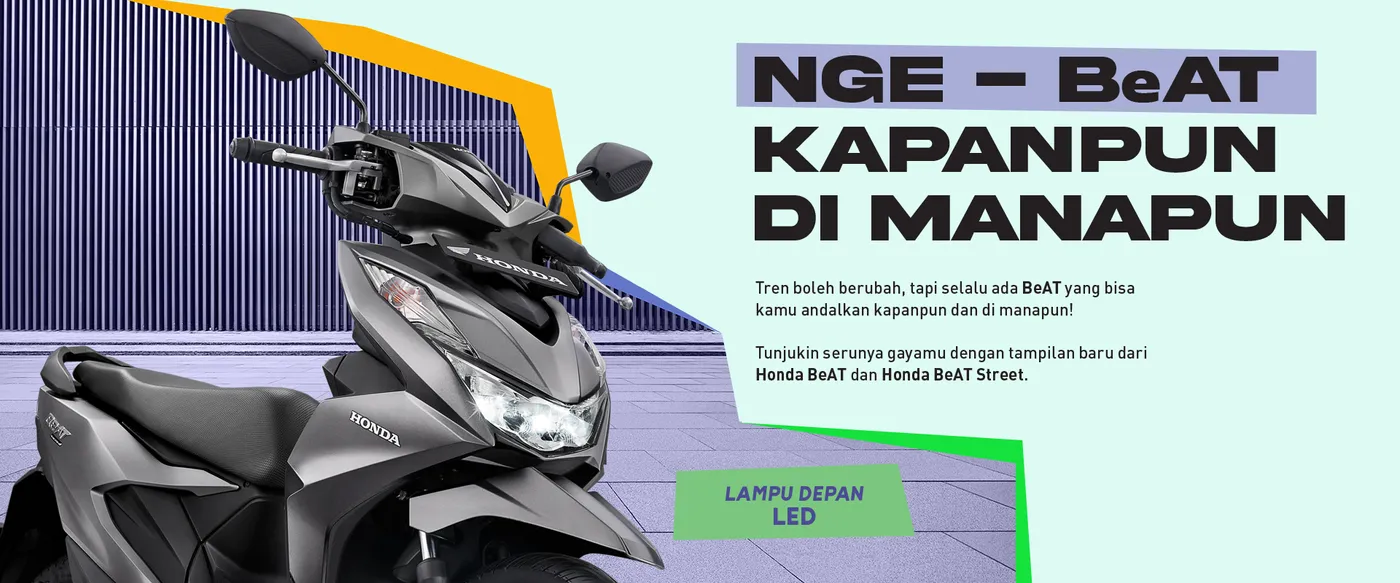 NGE – BeAT
KAPANPUN
DI MANAPUN
Tren boleh berubah, tapi selalu ada BeAT yang bisa
kamu andalkan kapanpun dan di manapun!
Tunjukin serunya gayamu dengan tampilan baru dari
Honda BeAT dan Honda BeAT Street.
HONDA
HONDA
BeAT
LAMPU DEPAN
LED